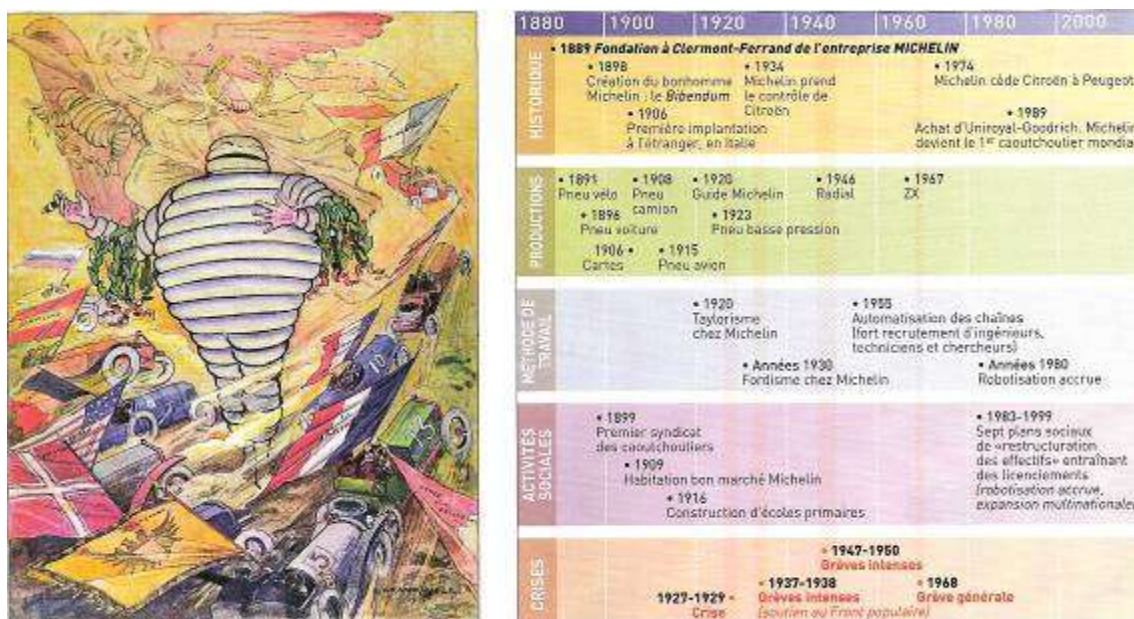 1880 1900 1920 1940 1960 1980 2000
HISTORIQUE
• 1889 Fondation à Clermont-Ferrand de l'entreprise MICHELIN
• 1898
Création du bonhomme
Michelin : le Bibendum
• 1934
Michelin prend
le contrôle de
Citroën
• 1974
Michelin cède Citroën à Peugeot
• 1906
Première implantation
à l'étranger, en Italie
• 1989
Achat d'Uniroyal-Goodrich. Michelin
devient le 1er caoutchoutier mondial
PRODUCTIONS
• 1891
Pneu vélo
• 1908
Pneu
camion
• 1920
Guide Michelin
• 1946
Radial
• 1967
ZX
• 1896
Pneu voiture
• 1923
Pneu basse pression
1906 •
Cartes
• 1915
Pneu avion
MÉTHODE DE
TRAVAIL
• 1920
Taylorisme
chez Michelin
• 1955
Automatisation des chaînes
(fort recrutement d'ingénieurs,
techniciens et chercheurs)
• Années 1930
Fordisme chez Michelin
• Années 1980
Robotisation accrue
ACTIVITÉS
SOCIALES
• 1899
Premier syndicat
des caoutchoutiers
• 1909
Habitation bon marché Michelin
• 1916
Construction d'écoles primaires
• 1983-1999
Sept plans sociaux
de «restructuration
des effectifs» entraînant
des licenciements
(robotisation accrue,
expansion multinationale)
CRISES
• 1947-1950
Grèves intenses
1927-1929 •
Crise
• 1937-1938
Grèves intenses
(soutien au Front populaire)
• 1968
Grève générale